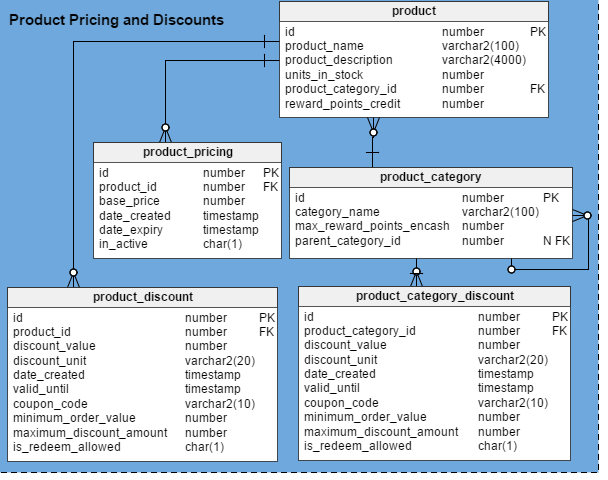 Product Pricing and Discounts
product
id number PK
product_name varchar2(100)
product_description varchar2(4000)
units_in_stock number
product_category_id number FK
reward_points_credit number
product_pricing
id number PK
product_id number FK
base_price number
date_created timestamp
date_expiry timestamp
in_active char(1)
product_category
id number PK
category_name varchar2(100)
max_reward_points_encash number
parent_category_id number N FK
product_discount
id number PK
product_id number FK
discount_value number
discount_unit varchar2(20)
date_created timestamp
valid_until timestamp
coupon_code varchar2(10)
minimum_order_value number
maximum_discount_amount number
is_redeem_allowed char(1)
product_category_discount
id number PK
product_category_id number FK
discount_value number
discount_unit varchar2(20)
date_created timestamp
valid_until timestamp
coupon_code varchar2(10)
minimum_order_value number
maximum_discount_amount number
is_redeem_allowed char(1)